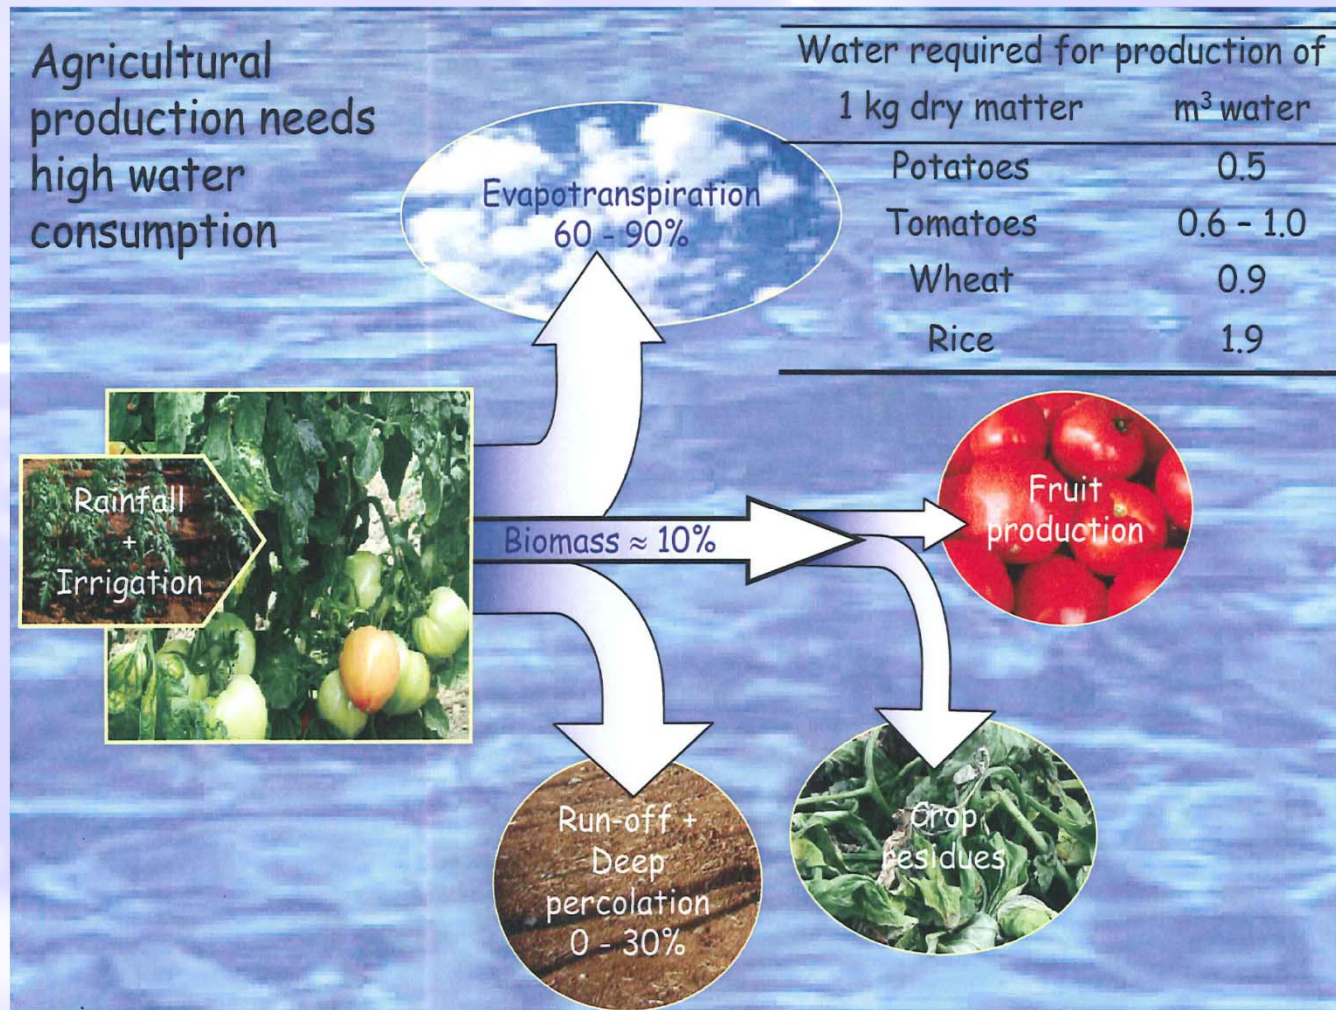 Agricultural
production needs
high water
consumption
Water required for production of
1 kg dry matter m³ water
Potatoes 0.5
Tomatoes 0.6 – 1.0
Wheat 0.9
Rice 1.9
Evapotranspiration
60 - 90%
Rainfall
+
Irrigation
Biomass ≈ 10%
Fruit
production
Run-off +
Deep
percolation
0 - 30%
Crop
residues